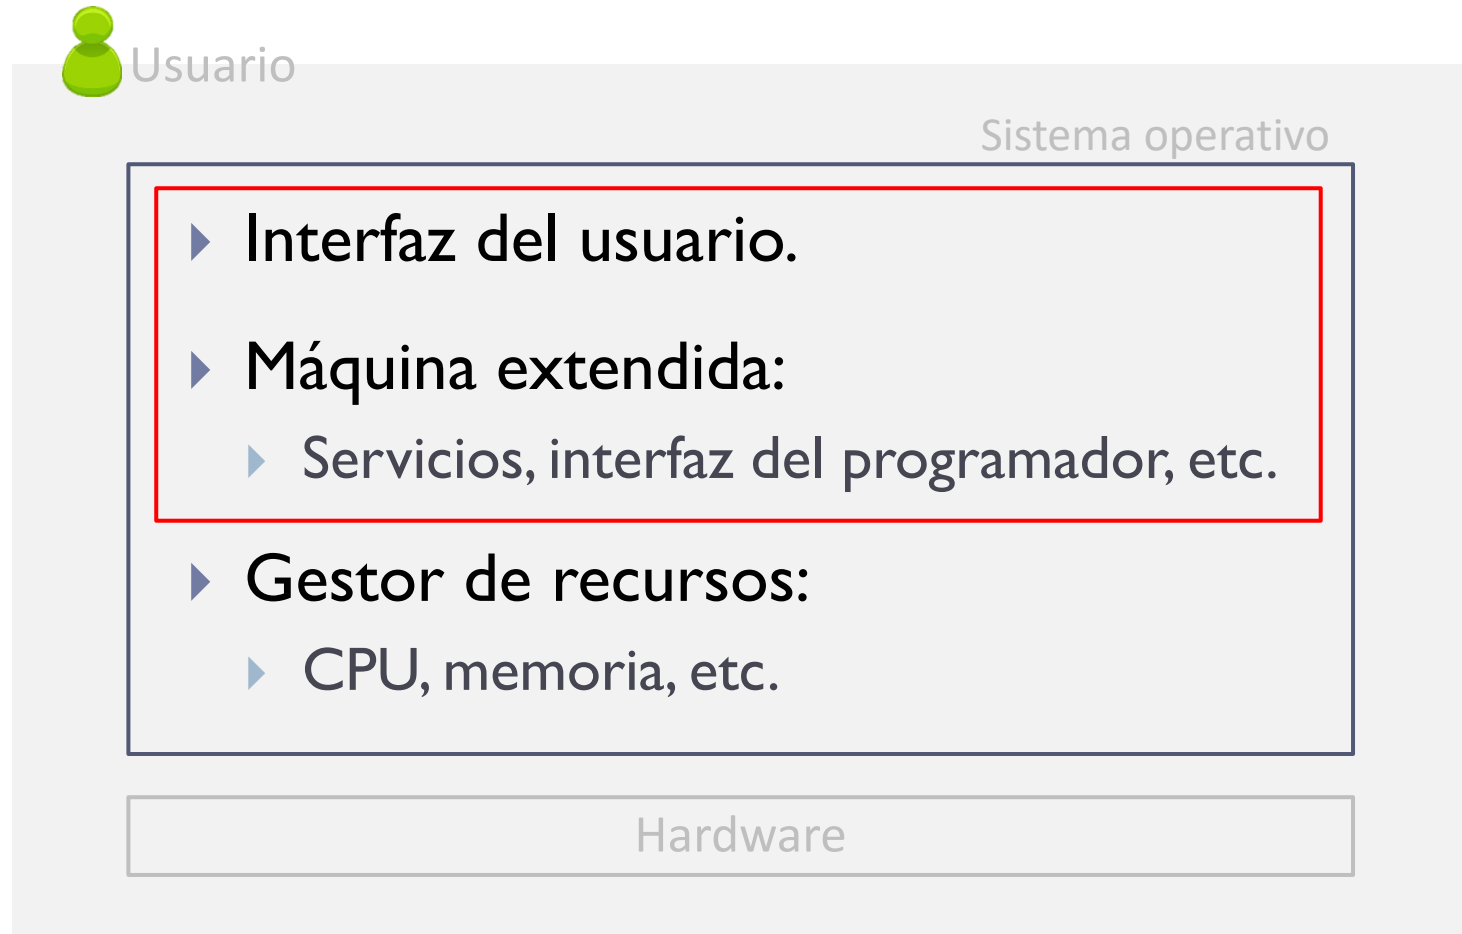 Usuario
Sistema operativo
Interfaz del usuario.
Máquina extendida:
Servicios, interfaz del programador, etc.
Gestor de recursos:
CPU, memoria, etc.
Hardware